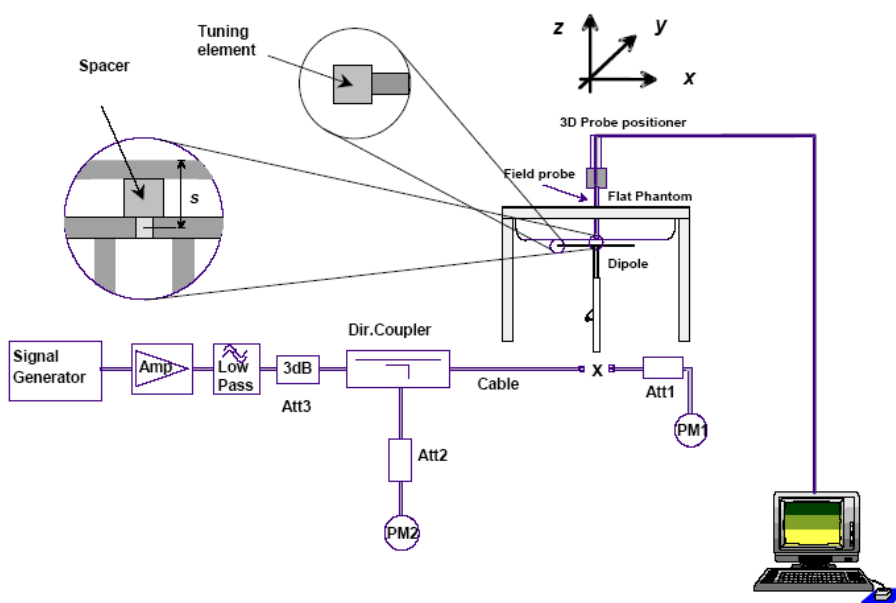 Tuning
element
Spacer
s
z
y
x
3D Probe positioner
Field probe
Flat Phantom
Dipole
Signal
Generator
Amp
Low
Pass
3dB
Att3
Dir.Coupler
Cable
X
Att1
PM1
Att2
PM2